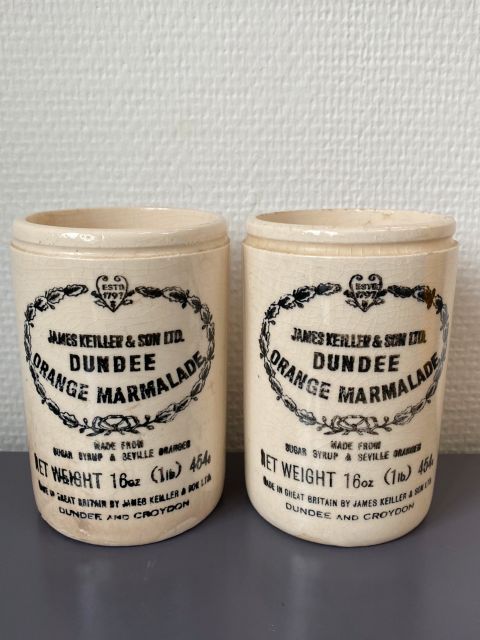 ESTD
1797
JAMES KEILLER & SON LTD.
DUNDEE
ORANGE MARMALADE
MADE FROM
SUGAR SYRUP & SEVILLE ORANGES
NET WEIGHT 16oz (1lb) 454g
MADE IN GREAT BRITAIN BY JAMES KEILLER & SON LTD.
DUNDEE AND CROYDON
ESTD
1797
JAMES KEILLER & SON LTD.
DUNDEE
ORANGE MARMALADE
MADE FROM
SUGAR SYRUP & SEVILLE ORANGES
NET WEIGHT 16oz (1lb) 454g
MADE IN GREAT BRITAIN BY JAMES KEILLER & SON LTD.
DUNDEE AND CROYDON